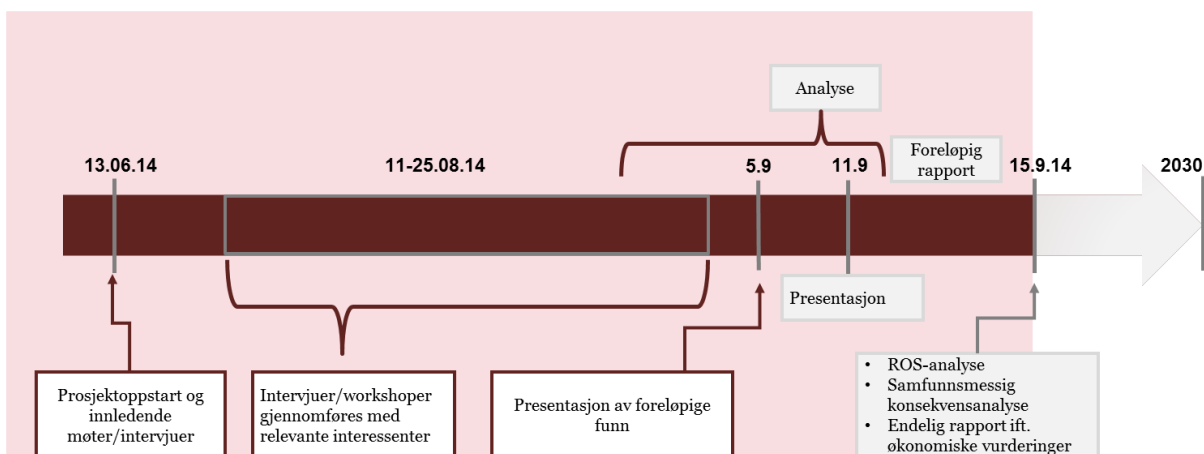 Analyse
13.06.14
11-25.08.14
5.9
11.9
Foreløpig
rapport
15.9.14
2030
Presentasjon
Prosjektoppstart og
innledende
møter/intervjuer
Intervjuer/workshoper
gjennomføres med
relevante interessenter
Presentasjon av foreløpige
funn
• ROS-analyse
• Samfunnsmessig
konsekvensanalyse
• Endelig rapport ift.
økonomiske vurderinger